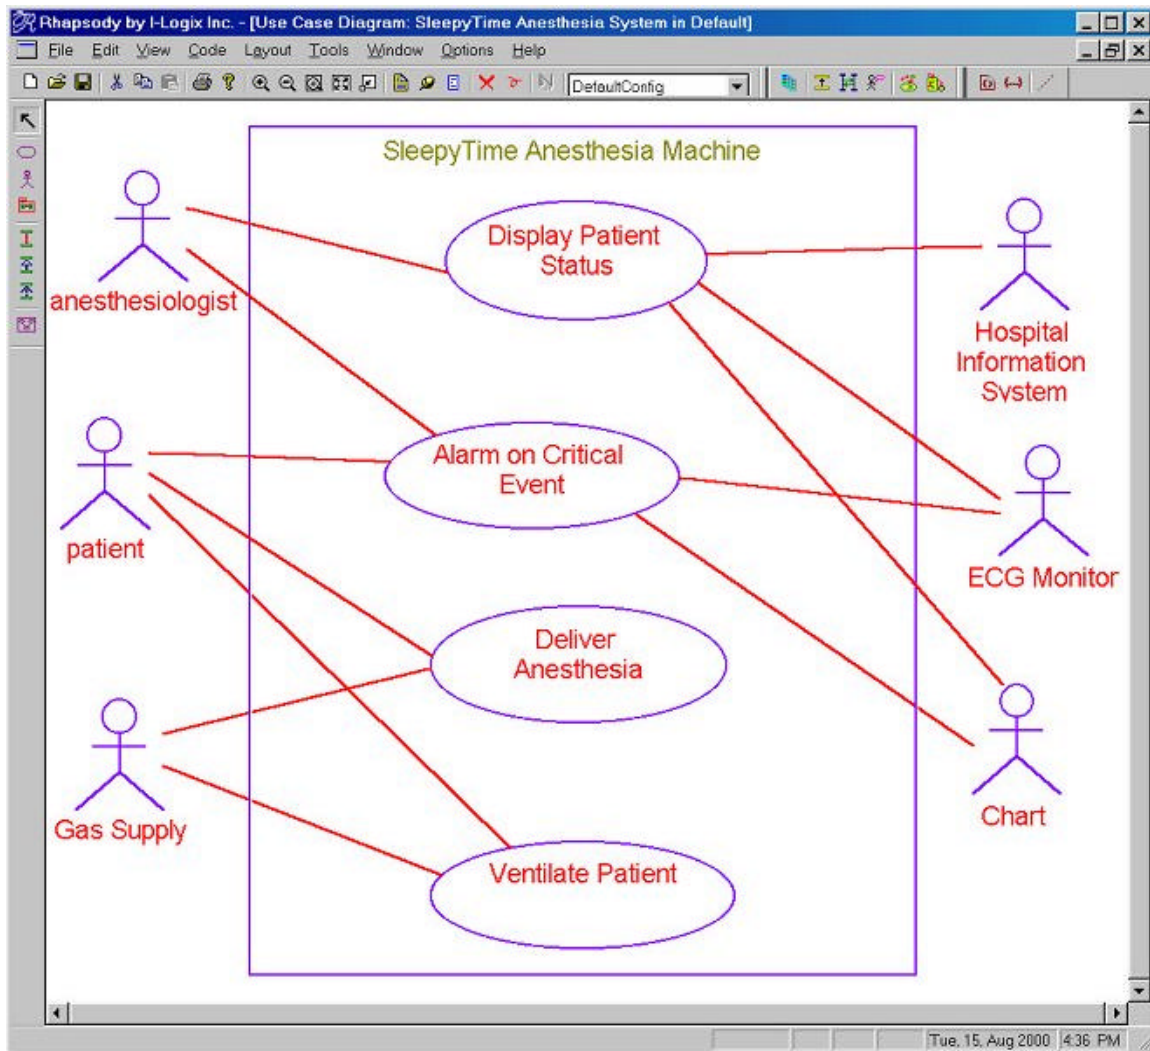 Rhapsody by I-Logix Inc. - [Use Case Diagram: SleepyTime Anesthesia System in Default]
File Edit View Code Layout Tools Window Options Help
DefaultConfig
SleepyTime Anesthesia Machine
Display Patient
Status
anesthesiologist
Hospital
Information
System
Alarm on Critical
Event
patient
ECG Monitor
Deliver
Anesthesia
Gas Supply
Chart
Ventilate Patient
Tue, 15, Aug 2000 4:36 PM